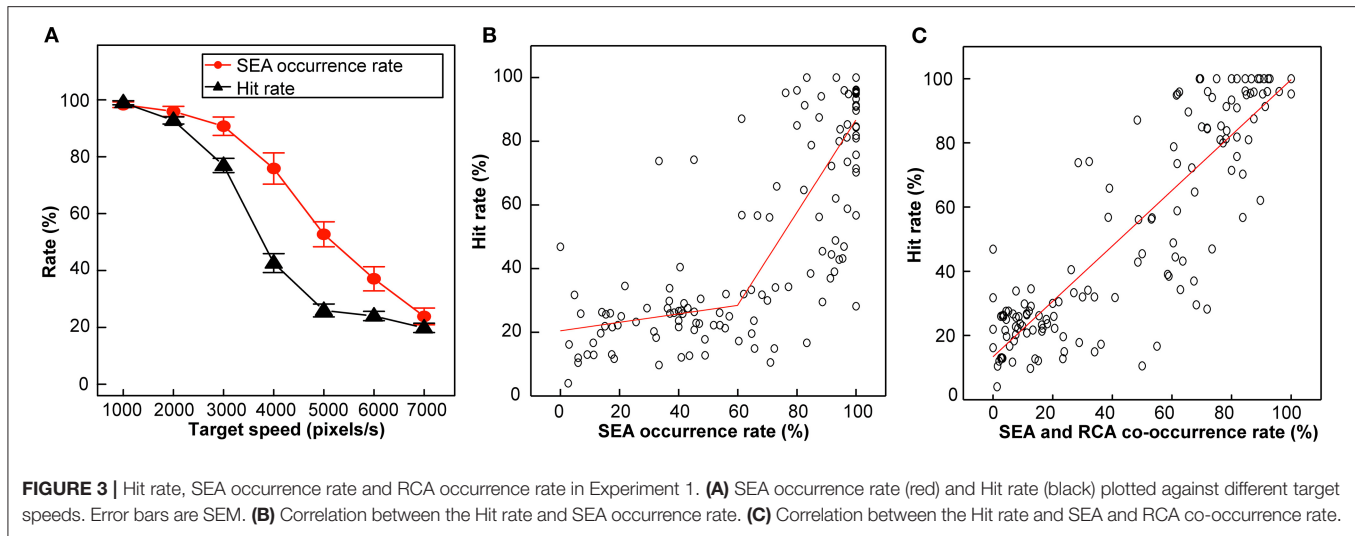 A
SEA occurrence rate
Hit rate
100
80
60
40
20
0
Rate (%)
1000 2000 3000 4000 5000 6000 7000
Target speed (pixels/s)
B
100
80
60
40
20
0
Hit rate (%)
0 20 40 60 80 100
SEA occurrence rate (%)
C
100
80
60
40
20
0
Hit rate (%)
0 20 40 60 80 100
SEA and RCA co-occurrence rate (%)
FIGURE 3 | Hit rate, SEA occurrence rate and RCA occurrence rate in Experiment 1. (A) SEA occurrence rate (red) and Hit rate (black) plotted against different target
speeds. Error bars are SEM. (B) Correlation between the Hit rate and SEA occurrence rate. (C) Correlation between the Hit rate and SEA and RCA co-occurrence rate.